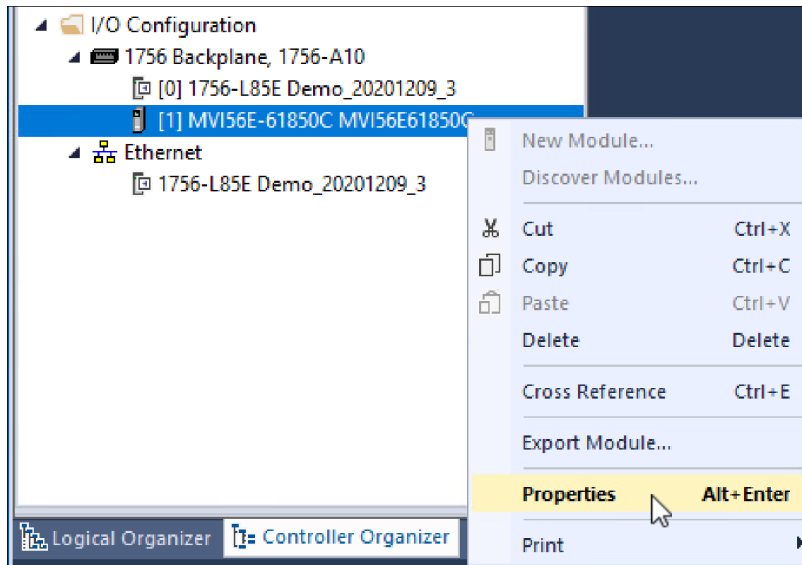 I/O Configuration
1756 Backplane, 1756-A10
[0] 1756-L85E Demo_20201209_3
[1] MVI56E-61850C MVI56E61850C
Ethernet
1756-L85E Demo_20201209_3
New Module...
Discover Modules...
Cut Ctrl+X
Copy Ctrl+C
Paste Ctrl+V
Delete Delete
Cross Reference Ctrl+E
Export Module...
Properties Alt+Enter
Print
Logical Organizer Controller Organizer